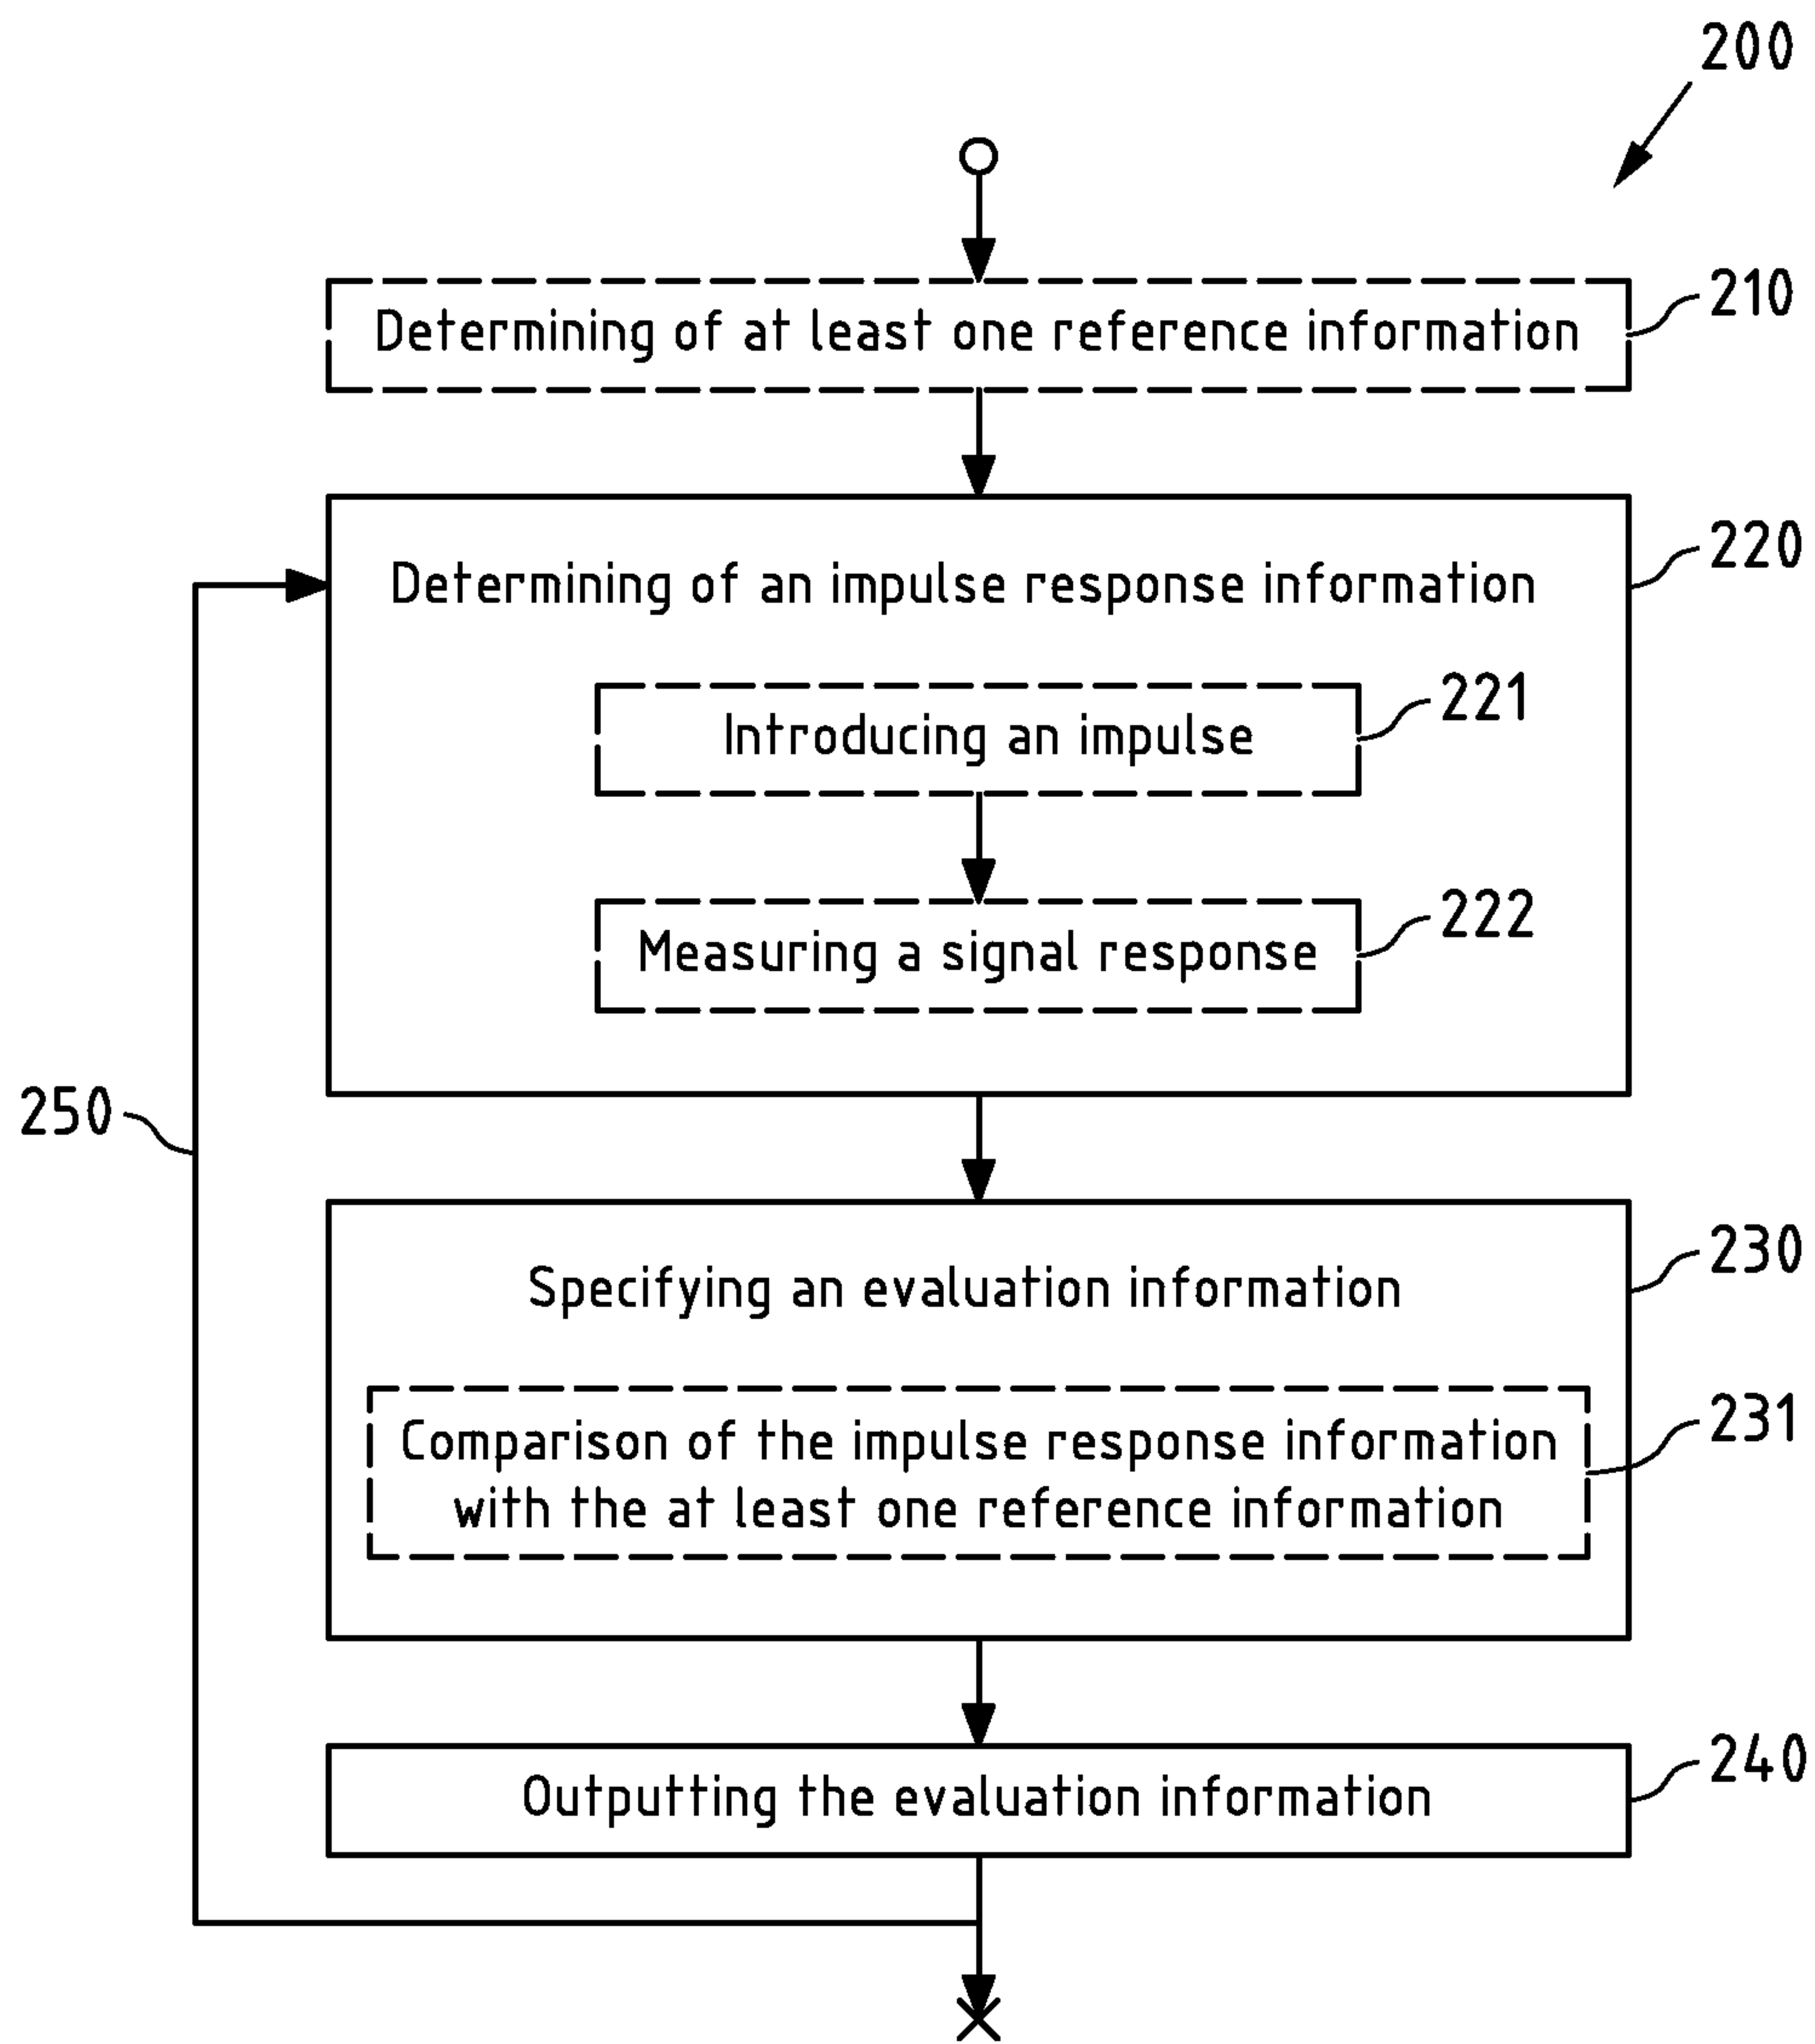 200
Determining of at least one reference information
210
Determining of an impulse response information
220
Introducing an impulse
221
Measuring a signal response
222
250
Specifying an evaluation information
230
Comparison of the impulse response information
with the at least one reference information
231
Outputting the evaluation information
240